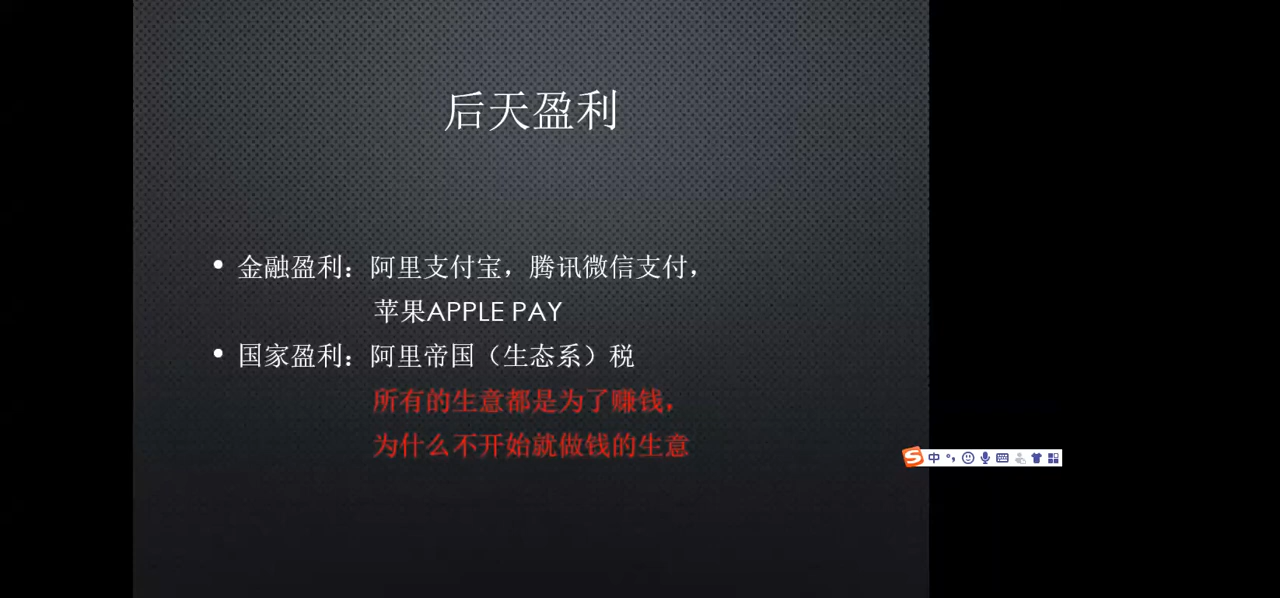 后天盈利
• 金融盈利：阿里支付宝，腾讯微信支付，
苹果APPLE PAY
• 国家盈利：阿里帝国（生态系）税
所有的生意都是为了赚钱，
为什么不开始就做钱的生意
中